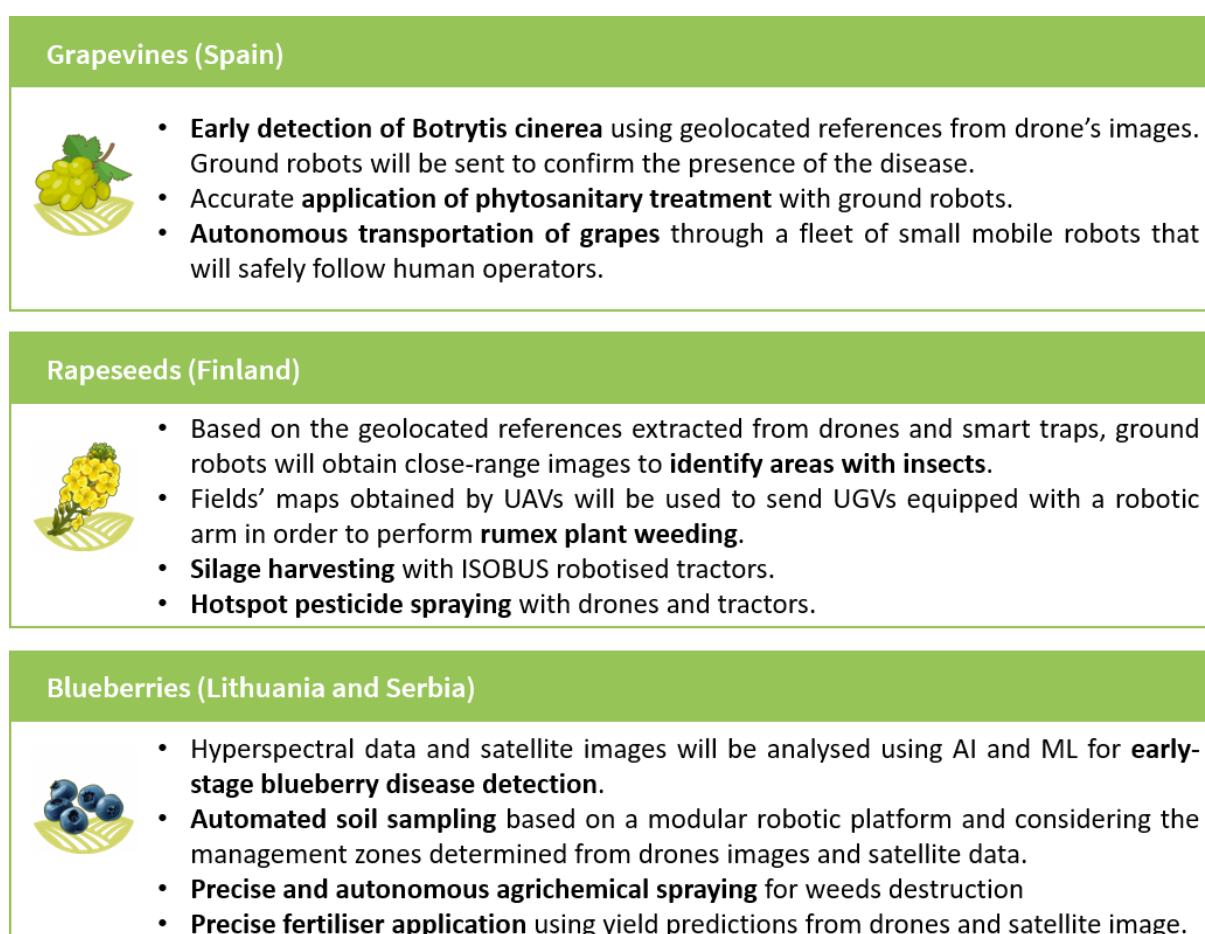 Grapevines (Spain)
• Early detection of Botrytis cinerea using geolocated references from drone's images.
Ground robots will be sent to confirm the presence of the disease.
• Accurate application of phytosanitary treatment with ground robots.
• Autonomous transportation of grapes through a fleet of small mobile robots that
will safely follow human operators.
Rapeseeds (Finland)
• Based on the geolocated references extracted from drones and smart traps, ground
robots will obtain close-range images to identify areas with insects.
• Fields' maps obtained by UAVs will be used to send UGVs equipped with a robotic
arm in order to perform rumex plant weeding.
• Silage harvesting with ISOBUS robotised tractors.
• Hotspot pesticide spraying with drones and tractors.
Blueberries (Lithuania and Serbia)
• Hyperspectral data and satellite images will be analysed using AI and ML for early-
stage blueberry disease detection.
• Automated soil sampling based on a modular robotic platform and considering the
management zones determined from drones images and satellite data.
• Precise and autonomous agrichemical spraying for weeds destruction
• Precise fertiliser application using yield predictions from drones and satellite image.